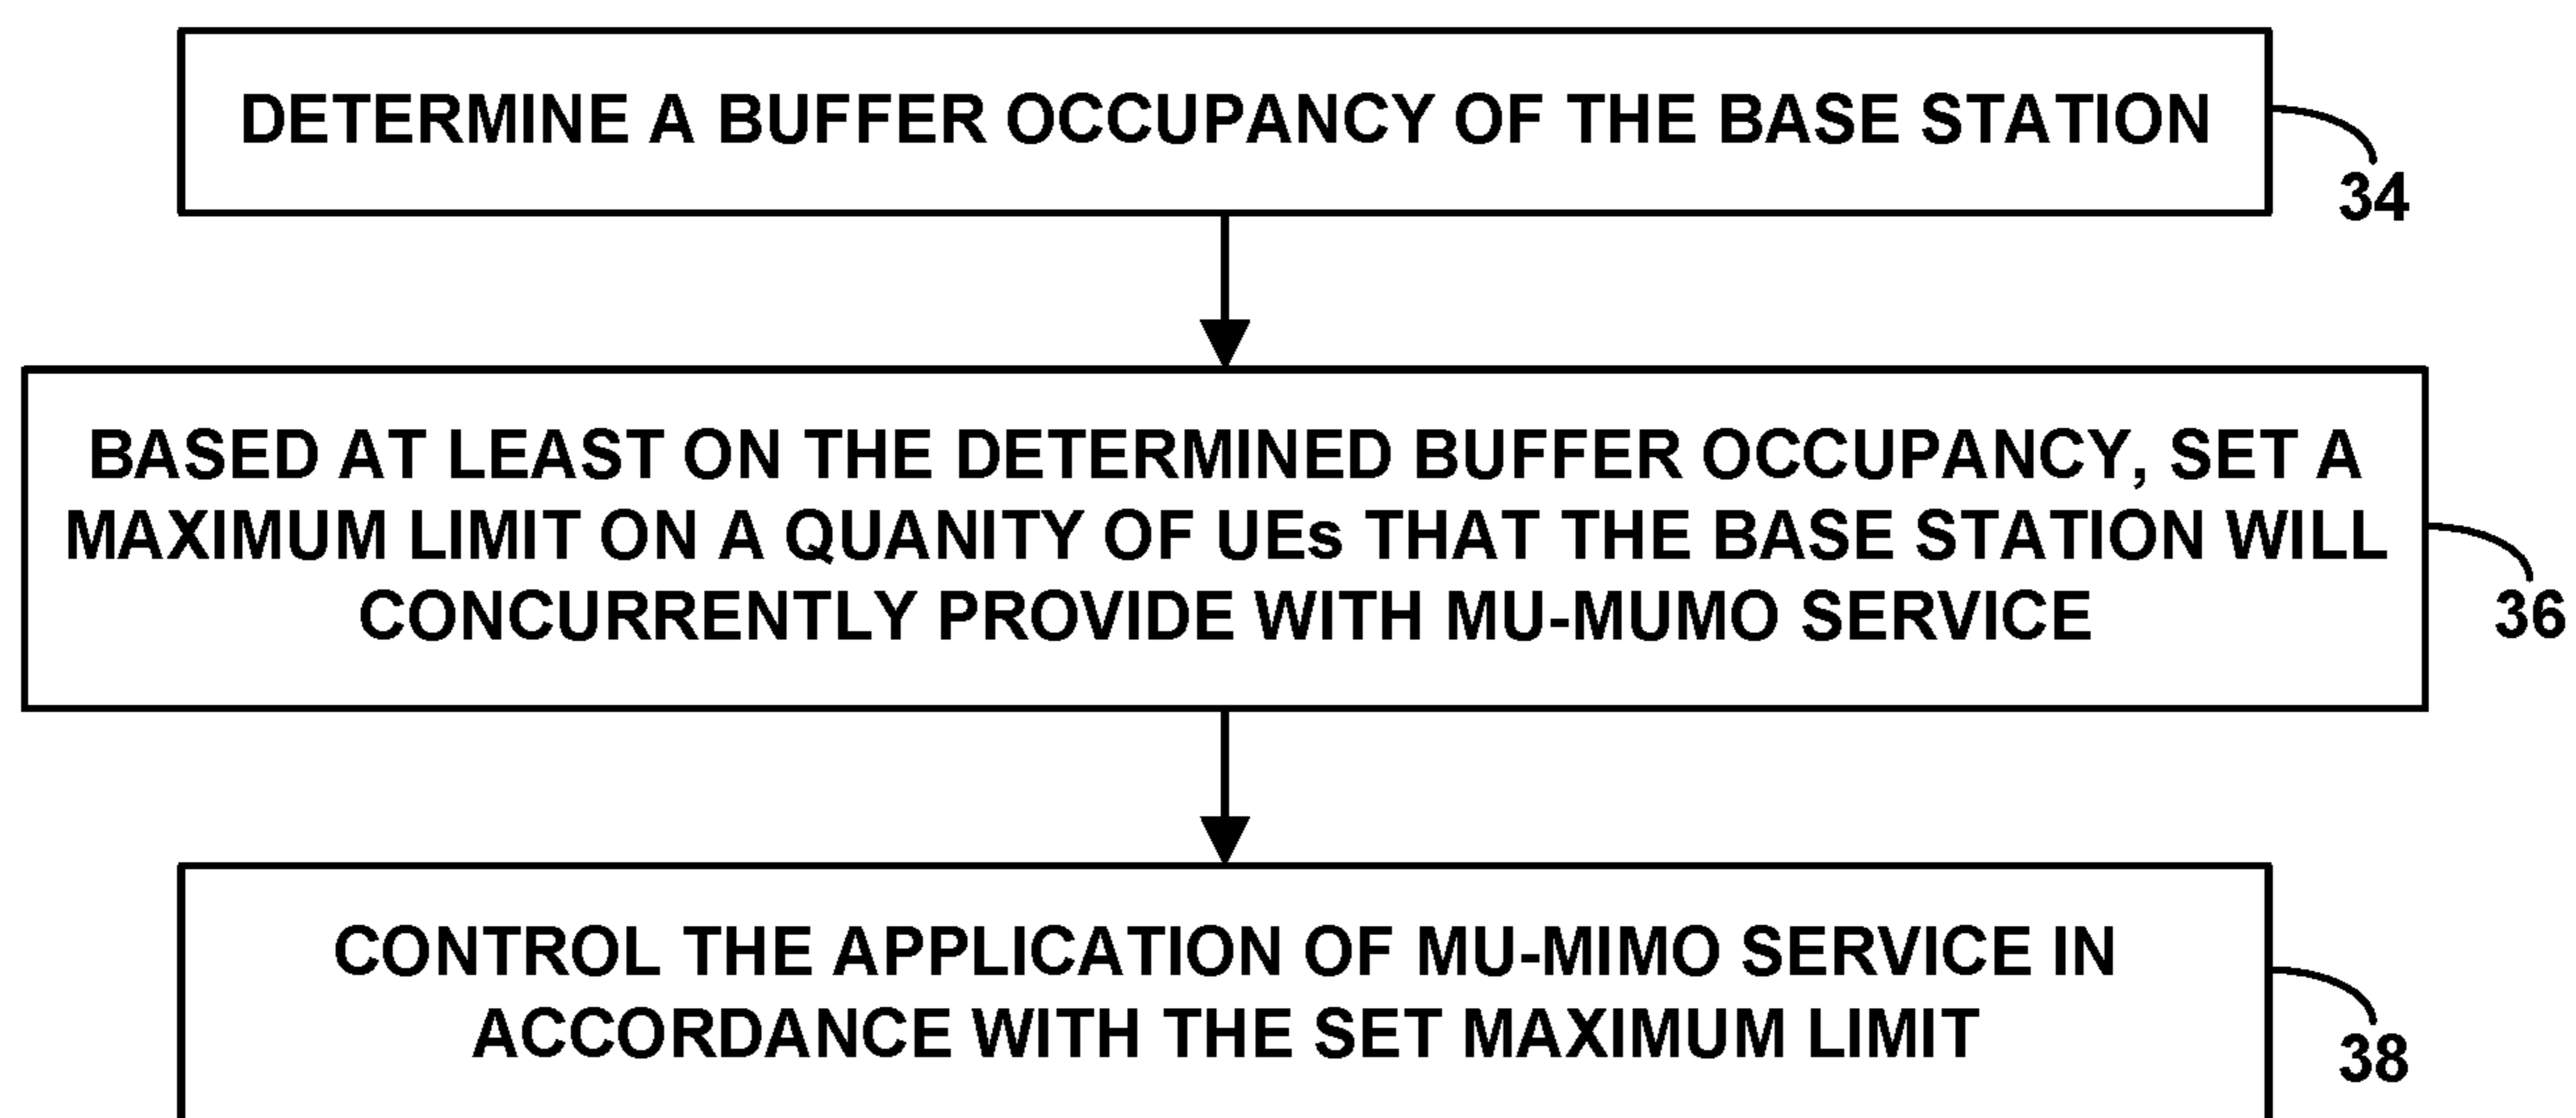 DETERMINE A BUFFER OCCUPANCY OF THE BASE STATION
34
BASED AT LEAST ON THE DETERMINED BUFFER OCCUPANCY, SET A
MAXIMUM LIMIT ON A QUANITY OF UEs THAT THE BASE STATION WILL
CONCURRENTLY PROVIDE WITH MU-MUMO SERVICE
36
CONTROL THE APPLICATION OF MU-MIMO SERVICE IN
ACCORDANCE WITH THE SET MAXIMUM LIMIT
38